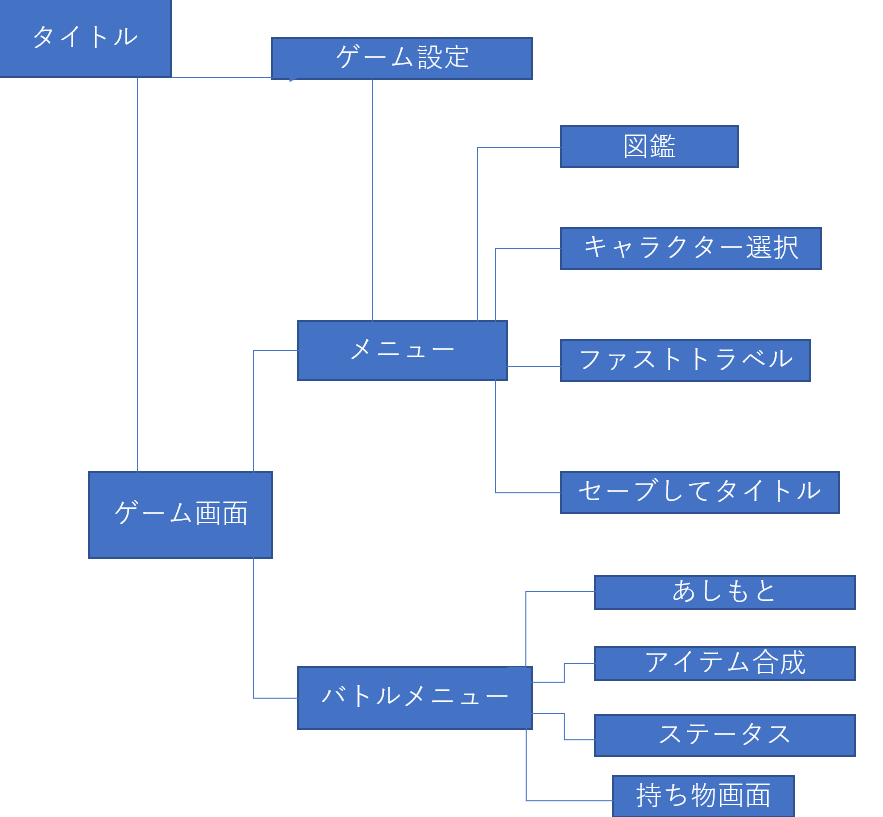 タイトル
ゲーム設定
図鑑
キャラクター選択
メニュー
ファストトラベル
セーブしてタイトル
ゲーム画面
あしもと
アイテム合成
バトルメニュー
ステータス
持ち物画面